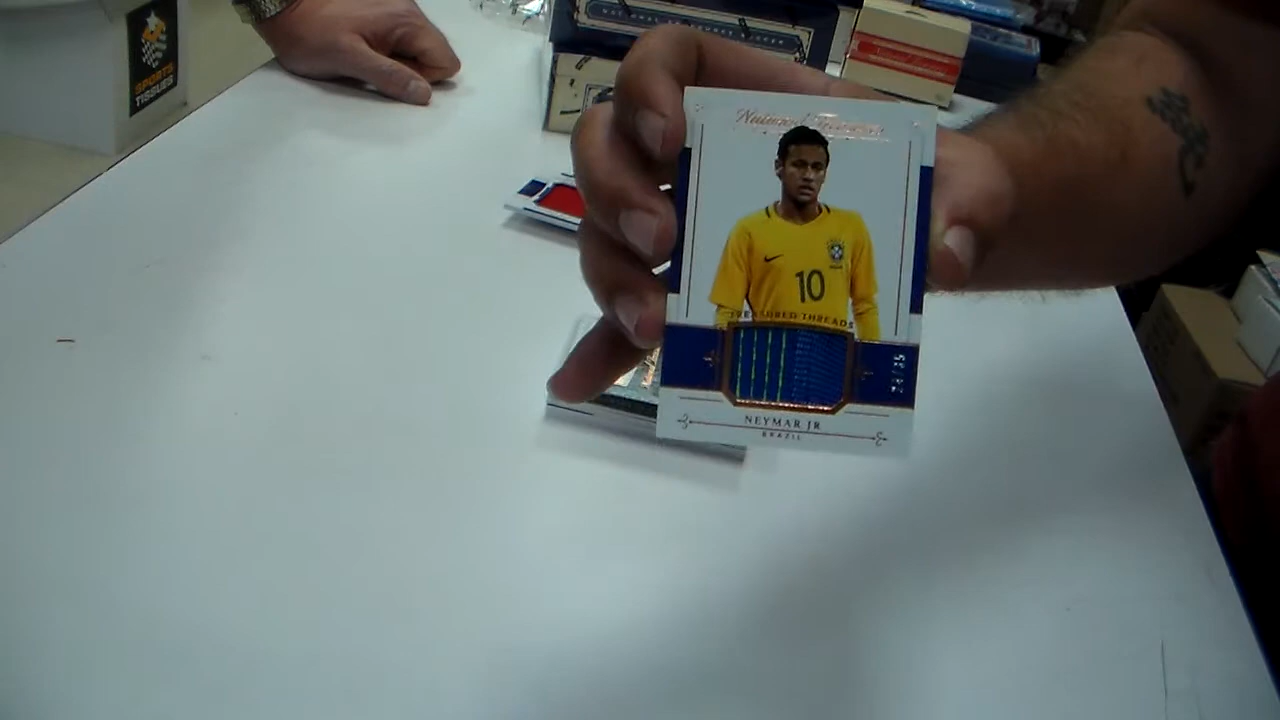 SPORTS
TISSUES
National Treasures
10
TREASURED THREADS
NEYMAR JR
BRAZIL